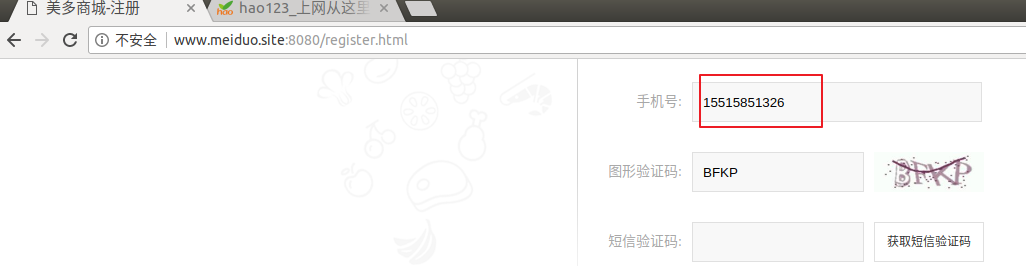 美多商城-注册
hao123_上网从这里
不安全 www.meiduo.site:8080/register.html
手机号: 15515851326
图形验证码: BFKP BFKP
短信验证码: 获取短信验证码